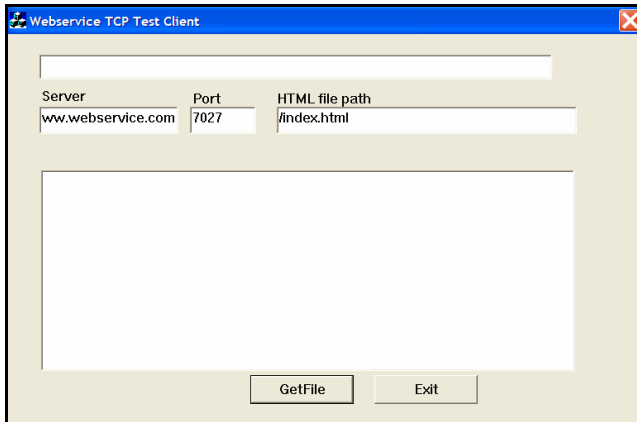 Webservice TCP Test Client
Server Port HTML file path
ww.webservice.com 7027 /index.html
GetFile Exit